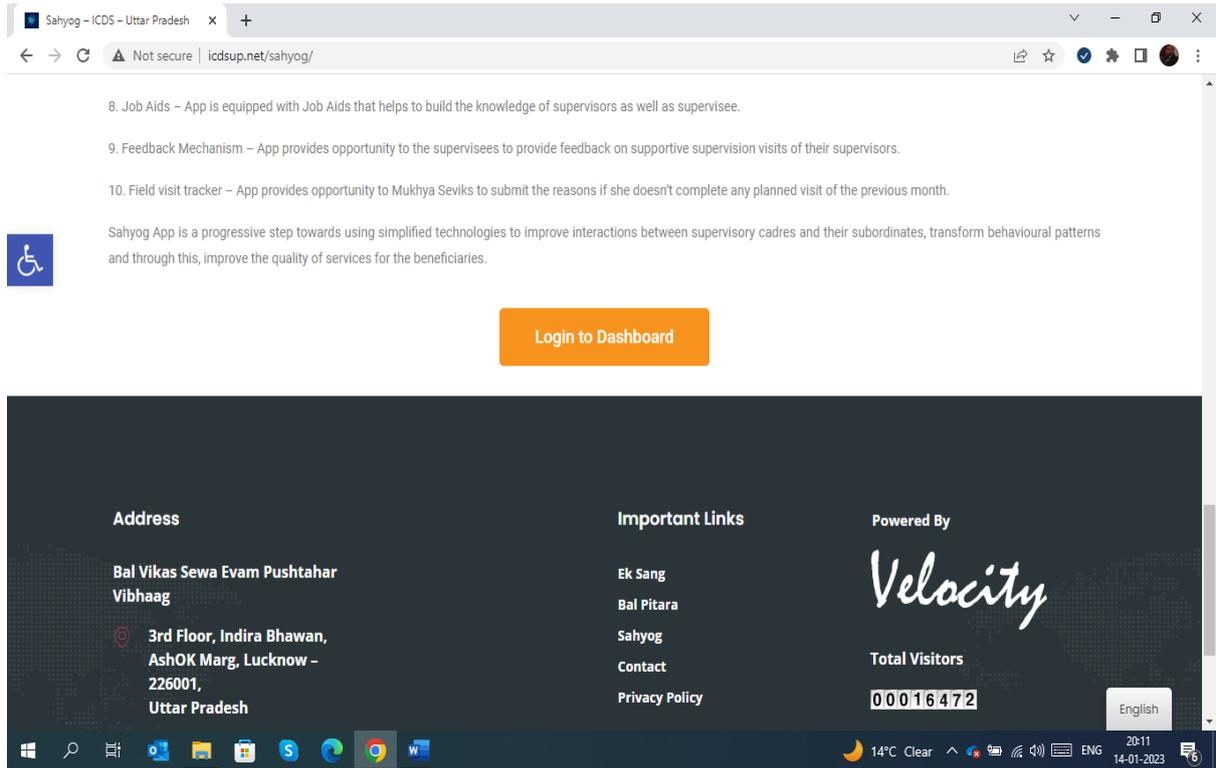 Sahyog – ICDS – Uttar Pradesh
Not secure
icdsup.net/sahyog/
8. Job Aids – App is equipped with Job Aids that helps to build the knowledge of supervisors as well as supervisee.
9. Feedback Mechanism – App provides opportunity to the supervisees to provide feedback on supportive supervision visits of their supervisors.
10. Field visit tracker – App provides opportunity to Mukhya Seviks to submit the reasons if she doesn't complete any planned visit of the previous month.
Sahyog App is a progressive step towards using simplified technologies to improve interactions between supervisory cadres and their subordinates, transform behavioural patterns
and through this, improve the quality of services for the beneficiaries.
Login to Dashboard
Address
Bal Vikas Sewa Evam Pushtahar
Vibhaag
3rd Floor, Indira Bhawan,
AshOK Marg, Lucknow –
226001,
Uttar Pradesh
Important Links
Ek Sang
Bal Pitara
Sahyog
Contact
Privacy Policy
Powered By
Velocity
Total Visitors
00016472
English
14°C Clear
ENG
20:11
14-01-2023
6